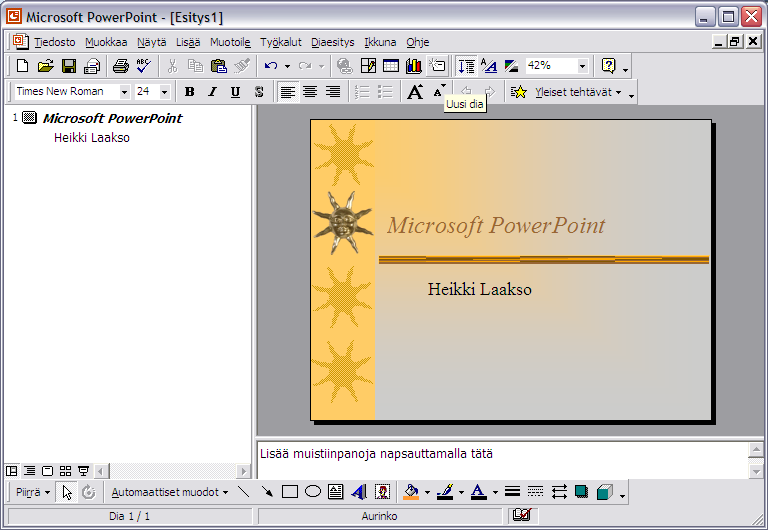 Microsoft PowerPoint - [Esitys1]
Tiedosto Muokkaa Näytä Lisää Muotoile Työkalut Diaesitys Ikkuna Ohje
42%
Times New Roman 24 B I U S A A Yleiset tehtävät
Uusi dia
1 Microsoft PowerPoint
Heikki Laakso
Microsoft PowerPoint
Heikki Laakso
Lisää muistiinpanoja napsauttamalla tätä
Piirrä Automaattiset muodot
Dia 1 / 1 Aurinko